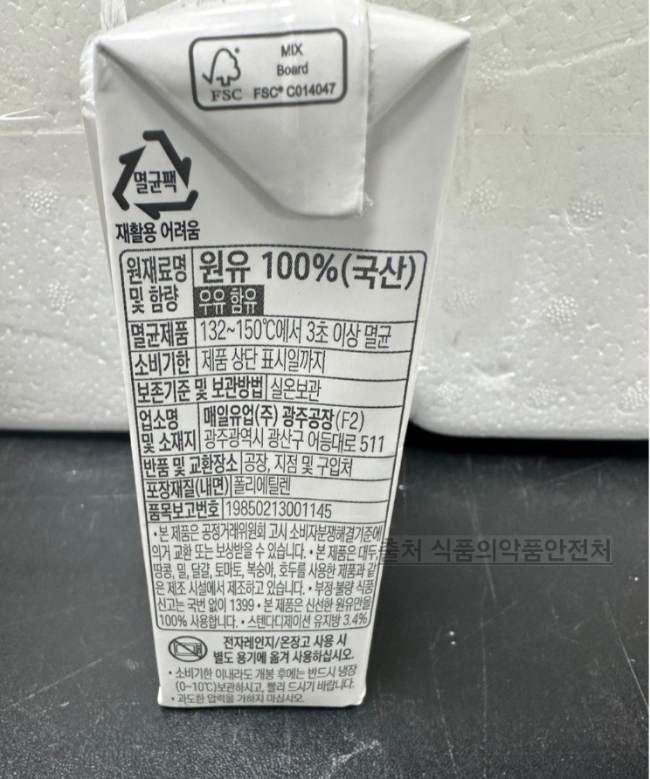 MIX
Board
FSC
FSC® C014047
멸균팩
재활용 어려움
원재료명 및 함량 원유 100%(국산)
우유 함유
멸균제품 132~150℃에서 3초 이상 멸균
소비기한 제품 상단 표시일까지
보존기준 및 보관방법 실온보관
업소명 및 소재지 매일유업(주) 광주공장(F2)
광주광역시 광산구 어등대로 511
반품 및 교환장소 공장, 지점 및 구입처
포장재질(내면) 폴리에틸렌
품목보고번호 19850213001145
• 본 제품은 공정거래위원회 고시 소비자분쟁해결기준에
의거 교환 또는 보상받을 수 있습니다. • 본 제품은 대두,
땅콩, 밀, 달걀, 토마토, 복숭아, 호두를 사용한 제품과 같
은 제조 시설에서 제조하고 있습니다. • 부정·불량 식품
신고는 국번 없이 1399 • 본 제품은 신선한 원유만을
100% 사용합니다. • 스텐다디제이션 유지방 3.4%
전자레인지/온장고 사용 시
별도 용기에 옮겨 사용하십시오.
• 소비기한 이내라도 개봉 후에는 반드시 냉장
(0~10℃)보관하시고, 빨리 드시기 바랍니다.
• 과도한 압력을 가하지 마십시오.
출처 식품의약품안전처